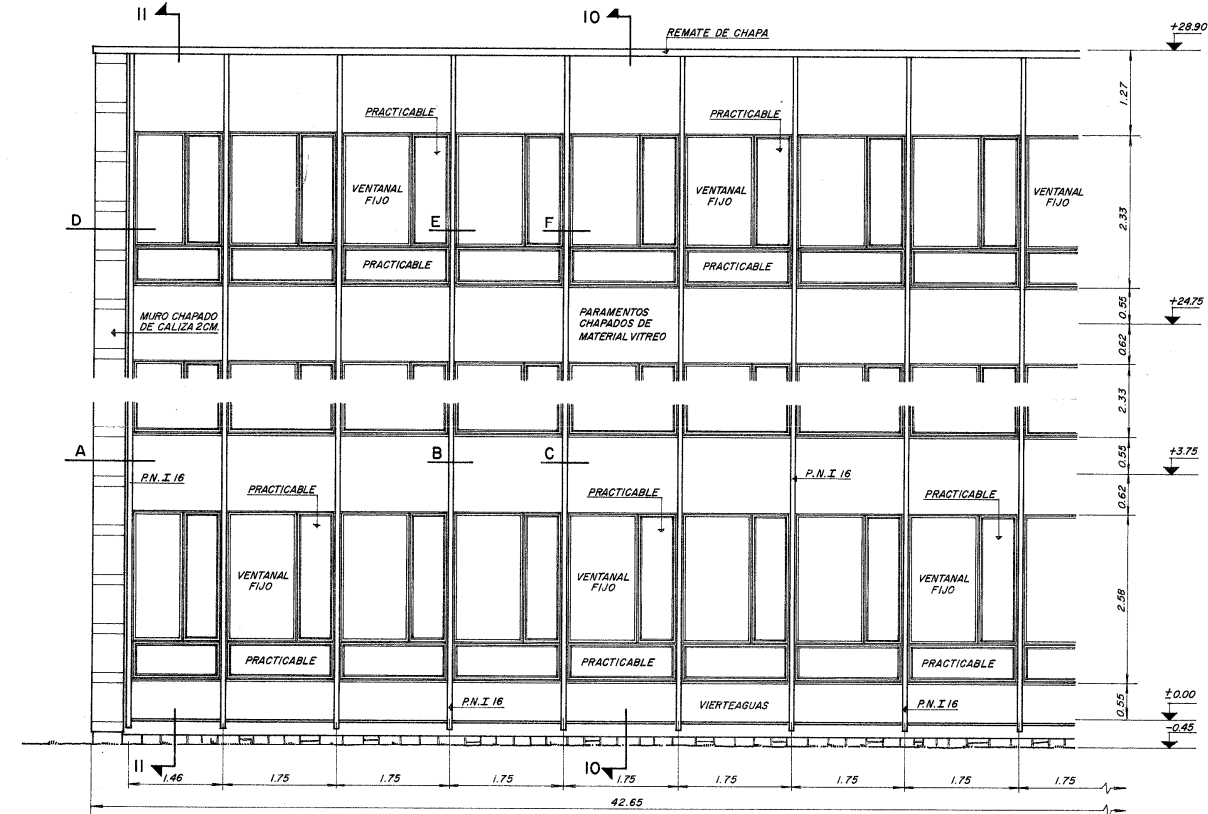 11
10
REMATE DE CHAPA
+28.90
PRACTICABLE
PRACTICABLE
1.27
VENTANAL
FIJO
VENTANAL
FIJO
VENTANAL
FIJO
D
E
F
2.33
PRACTICABLE
PRACTICABLE
MURO CHAPADO
DE CALIZA 2CM.
PARAMENTOS
CHAPADOS DE
MATERIAL VITREO
0.55
+24.75
0.62
2.33
A
B
C
0.55
+3.75
P.N.I 16
P.N.I 16
PRACTICABLE
PRACTICABLE
PRACTICABLE
0.62
VENTANAL
FIJO
VENTANAL
FIJO
VENTANAL
FIJO
2.58
PRACTICABLE
PRACTICABLE
PRACTICABLE
P.N.I 16
VIERTEAGUAS
P.N.I 16
0.55
±0.00
-0.45
11
10
1.46
1.75
1.75
1.75
1.75
1.75
1.75
1.75
1.75
42.65